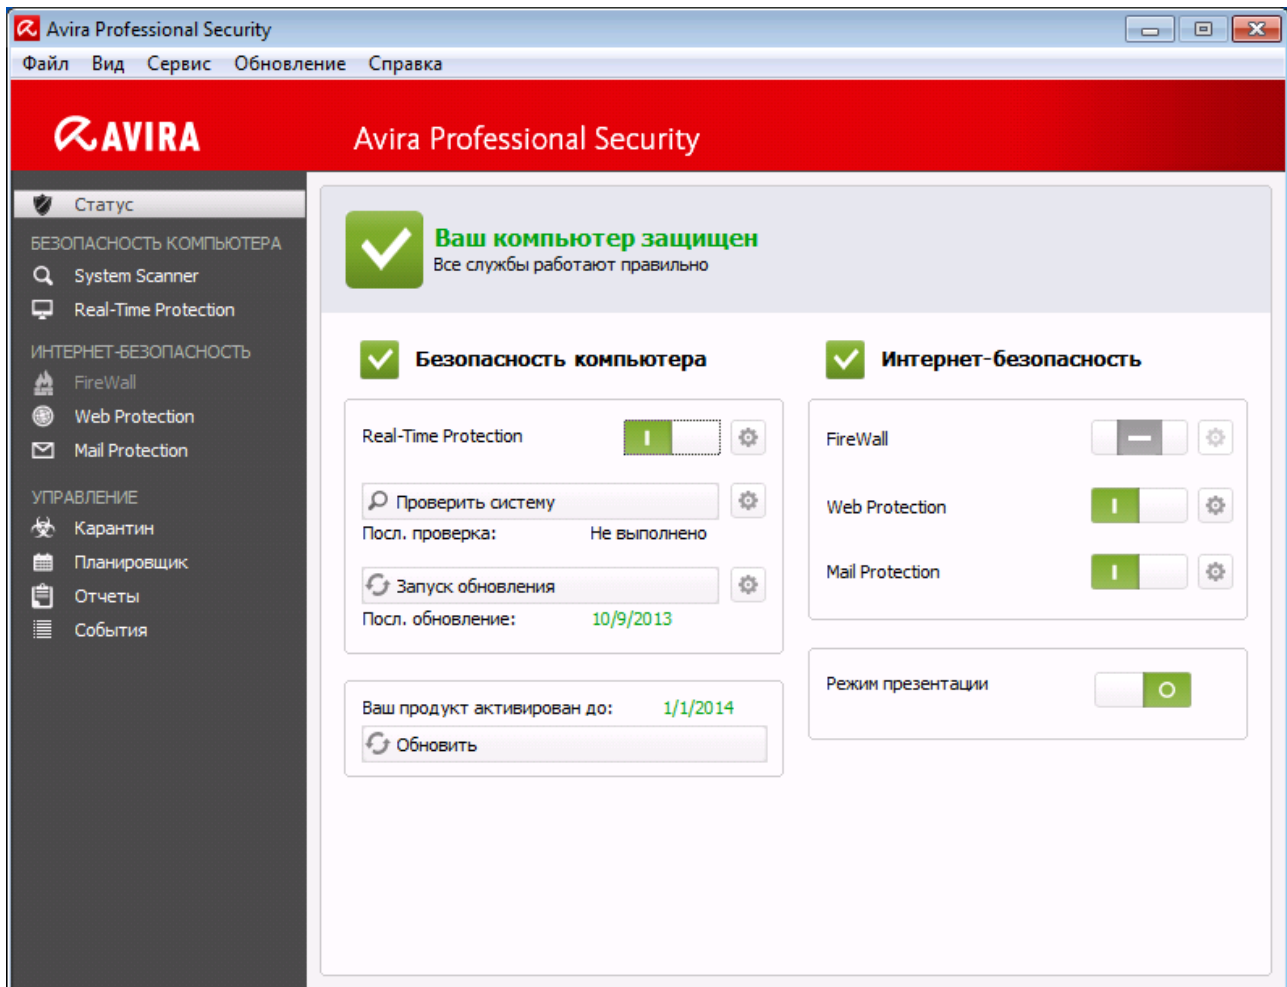 Avira Professional Security
Файл Вид Сервис Обновление Справка
AVIRA
Avira Professional Security
Статус
БЕЗОПАСНОСТЬ КОМПЬЮТЕРА
System Scanner
Real-Time Protection
ИНТЕРНЕТ-БЕЗОПАСНОСТЬ
FireWall
Web Protection
Mail Protection
УПРАВЛЕНИЕ
Карантин
Планировщик
Отчеты
События
Ваш компьютер защищен
Все службы работают правильно
Безопасность компьютера
Real-Time Protection
Проверить систему
Посл. проверка: Не выполнено
Запуск обновления
Посл. обновление: 10/9/2013
Ваш продукт активирован до: 1/1/2014
Обновить
Интернет-безопасность
FireWall
Web Protection
Mail Protection
Режим презентации